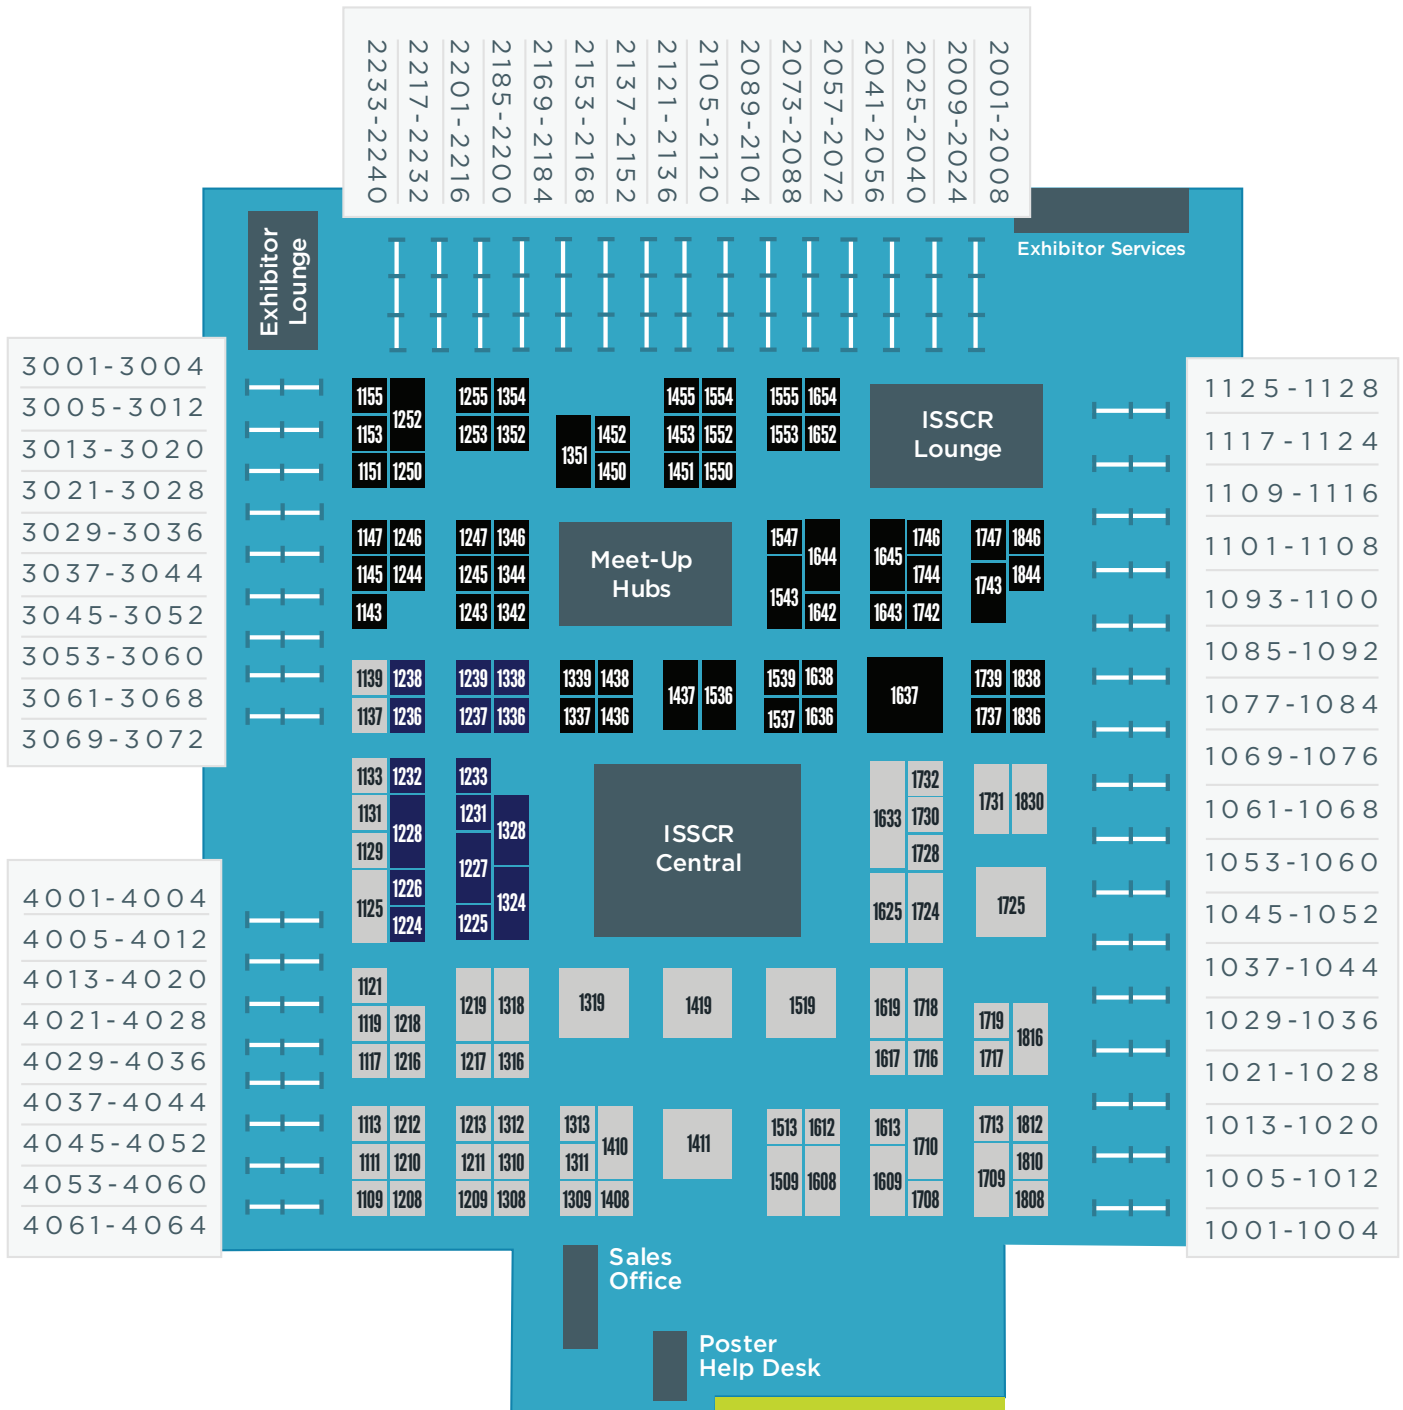 2233-2240
2217-2232
2201-2216
2185-2200
2169-2184
2153-2168
2137-2152
2121-2136
2105-2120
2089-2104
2073-2088
2057-2072
2041-2056
2025-2040
2009-2024
2001-2008
Exhibitor
Lounge
Exhibitor Services
3001-3004
3005-3012
3013-3020
3021-3028
3029-3036
3037-3044
3045-3052
3053-3060
3061-3068
3069-3072
4001-4004
4005-4012
4013-4020
4021-4028
4029-4036
4037-4044
4045-4052
4053-4060
4061-4064
1125-1128
1117-1124
1109-1116
1101-1108
1093-1100
1085-1092
1077-1084
1069-1076
1061-1068
1053-1060
1045-1052
1037-1044
1029-1036
1021-1028
1013-1020
1005-1012
1001-1004
1155 1252 1255 1354 1455 1554 1555 1654
1153 1253 1352 1452 1453 1552 1553 1652
1151 1250 1351 1450 1451 1550
ISSCR
Lounge
1147 1246 1247 1346 1547 1644 1645 1746 1747 1846
1145 1244 1245 1344 1543 1744 1743 1844
1143 1243 1342 1642 1643 1742
Meet-Up
Hubs
1139 1238 1239 1338 1339 1438 1437 1536 1539 1638 1637 1739 1838
1137 1236 1237 1336 1337 1436 1537 1636 1737 1836
1133 1232 1233 1732
1131 1228 1231 1328 1633 1730 1731 1830
1129 1227 1728
1125 1226 1324 1625 1724 1725
1224 1225
ISSCR
Central
1121 1219 1318 1319 1419 1519 1619 1718
1119 1218 1719 1816
1117 1216 1217 1316 1617 1716 1717
1113 1212 1213 1312 1313 1410 1411 1513 1612 1613 1710 1713 1812
1111 1210 1211 1310 1311 1509 1608 1609 1709 1810
1109 1208 1209 1308 1309 1408 1708 1808
Sales
Office
Poster
Help Desk